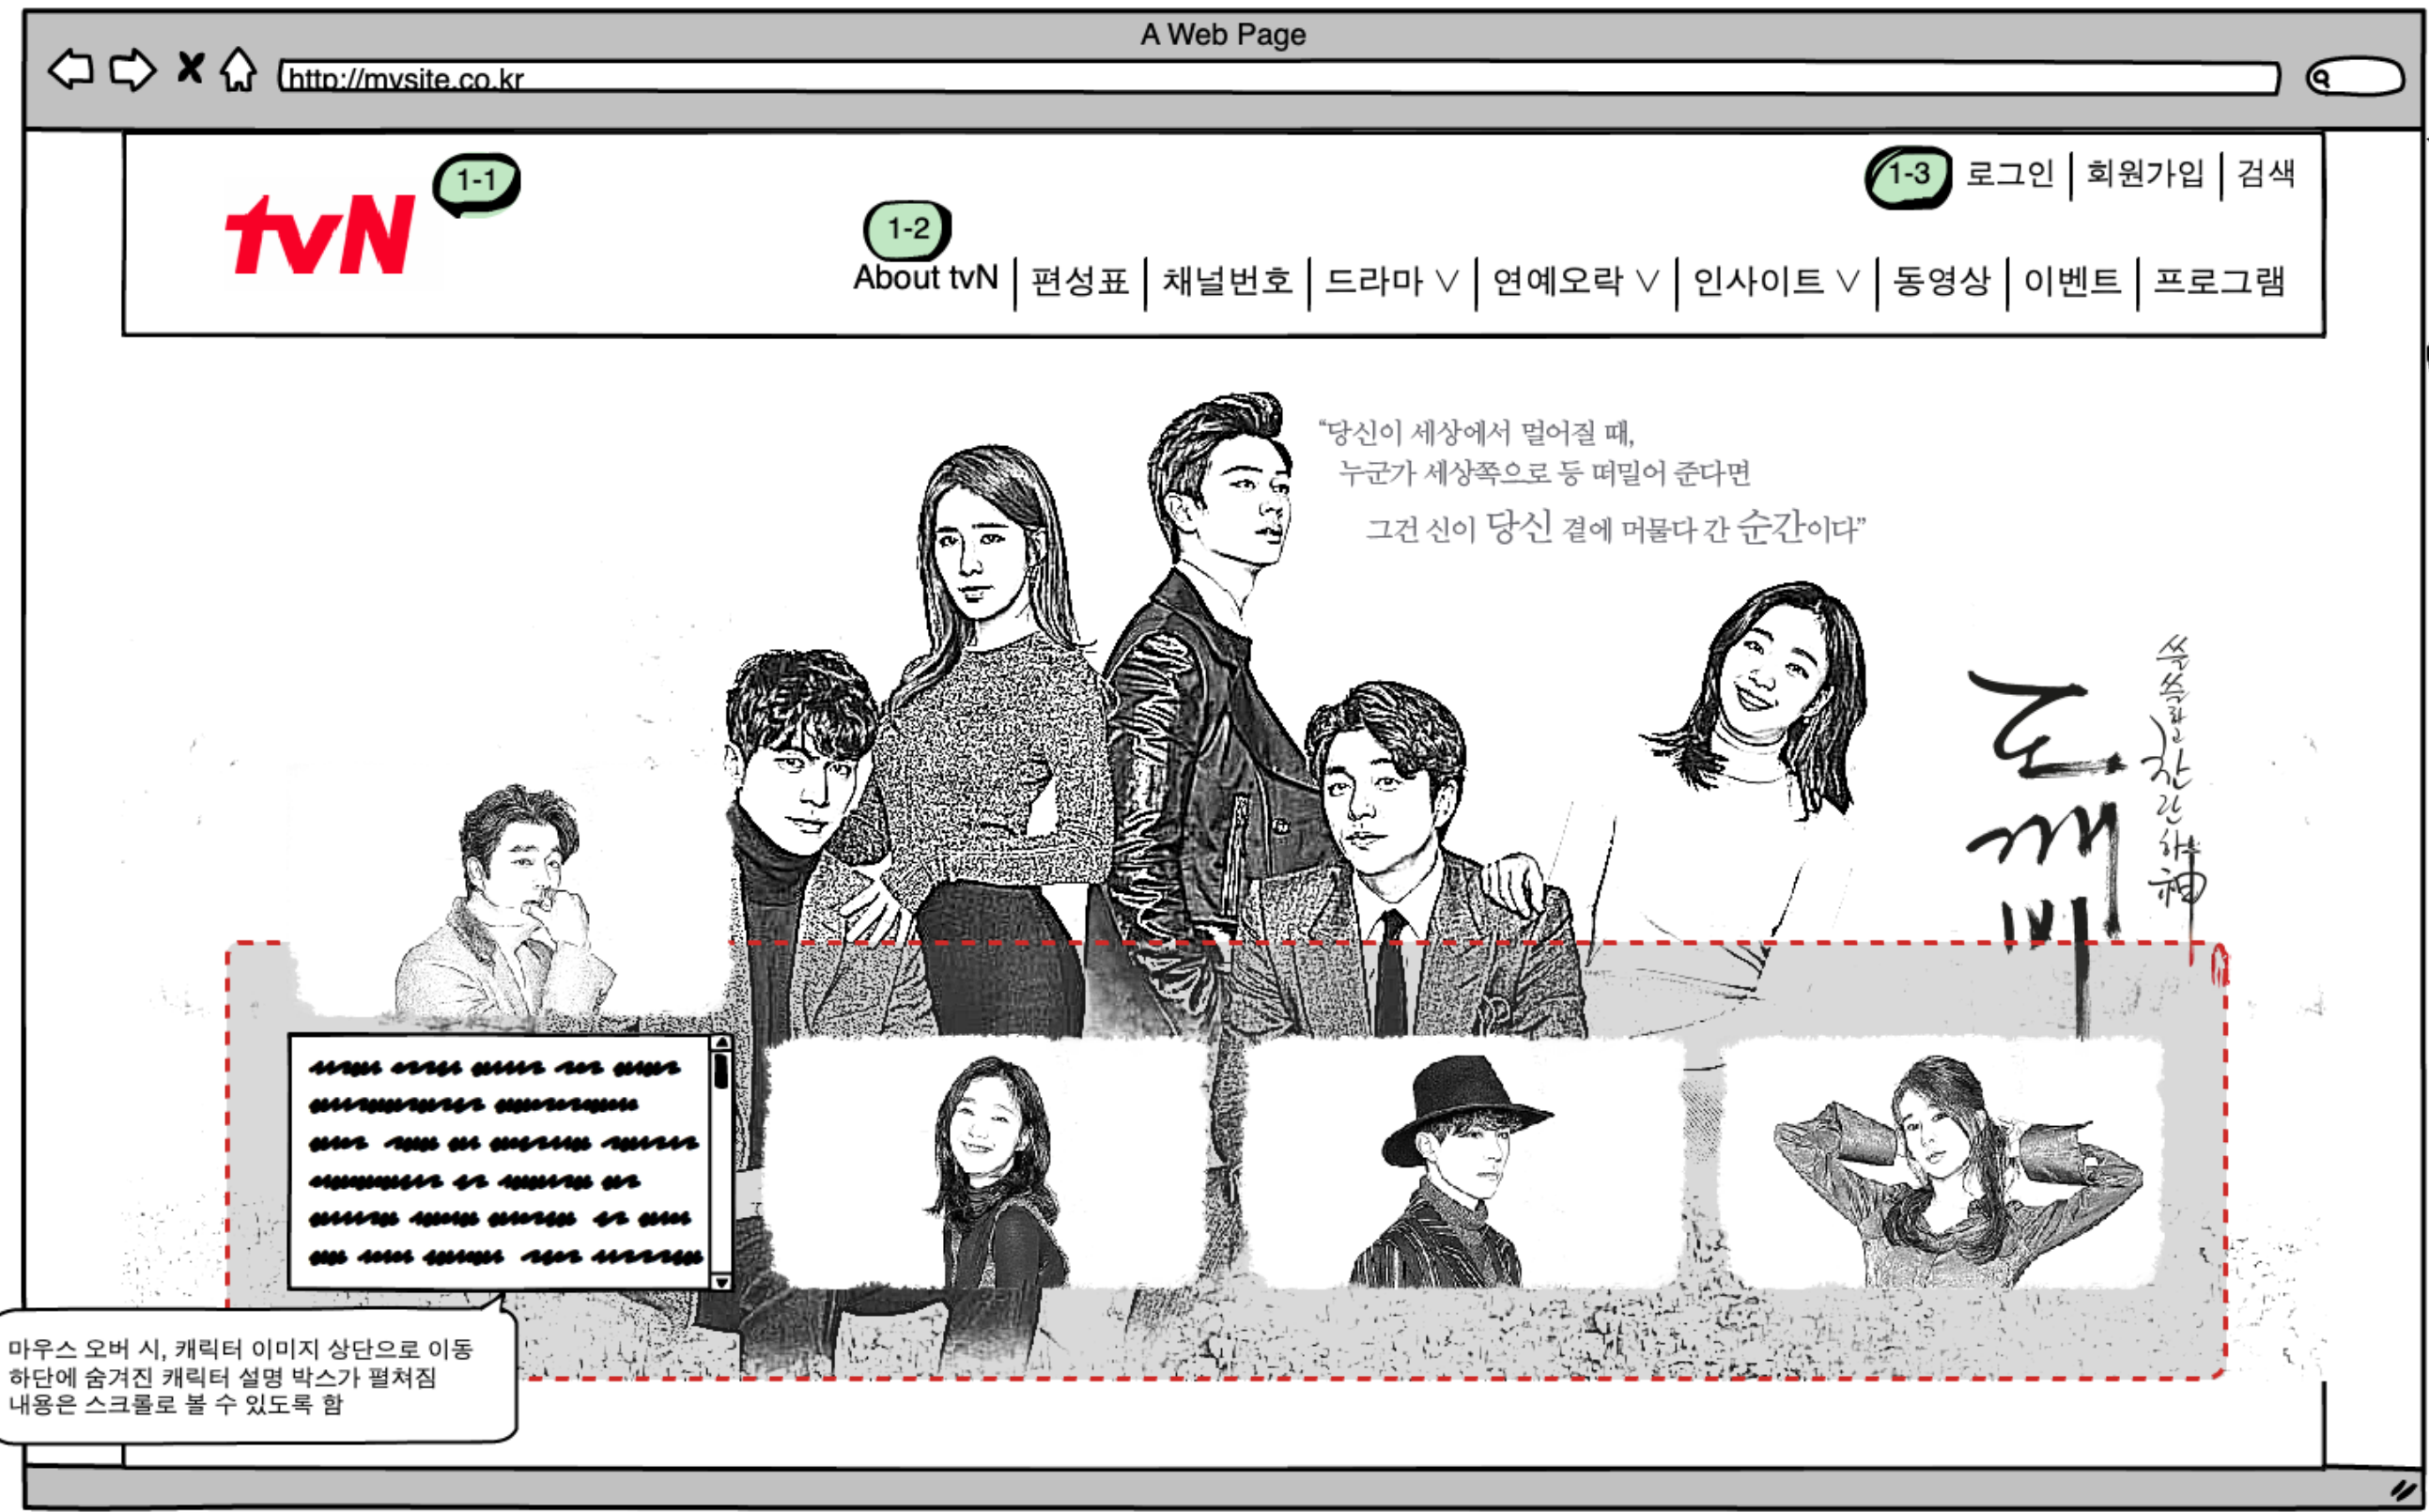 A Web Page
http://mysite.co.kr
tvN
1-1
1-3
로그인 | 회원가입 | 검색
1-2
About tvN | 편성표 | 채널번호 | 드라마 ∨ | 연예오락 ∨ | 인사이트 ∨ | 동영상 | 이벤트 | 프로그램
“당신이 세상에서 멀어질 때,
누군가 세상쪽으로 등 떠밀어 준다면
그건 신이 당신 곁에 머물다 간 순간이다”
쓸쓸하고 찬란하神
도깨비
마우스 오버 시, 캐릭터 이미지 상단으로 이동
하단에 숨겨진 캐릭터 설명 박스가 펼쳐짐
내용은 스크롤로 볼 수 있도록 함